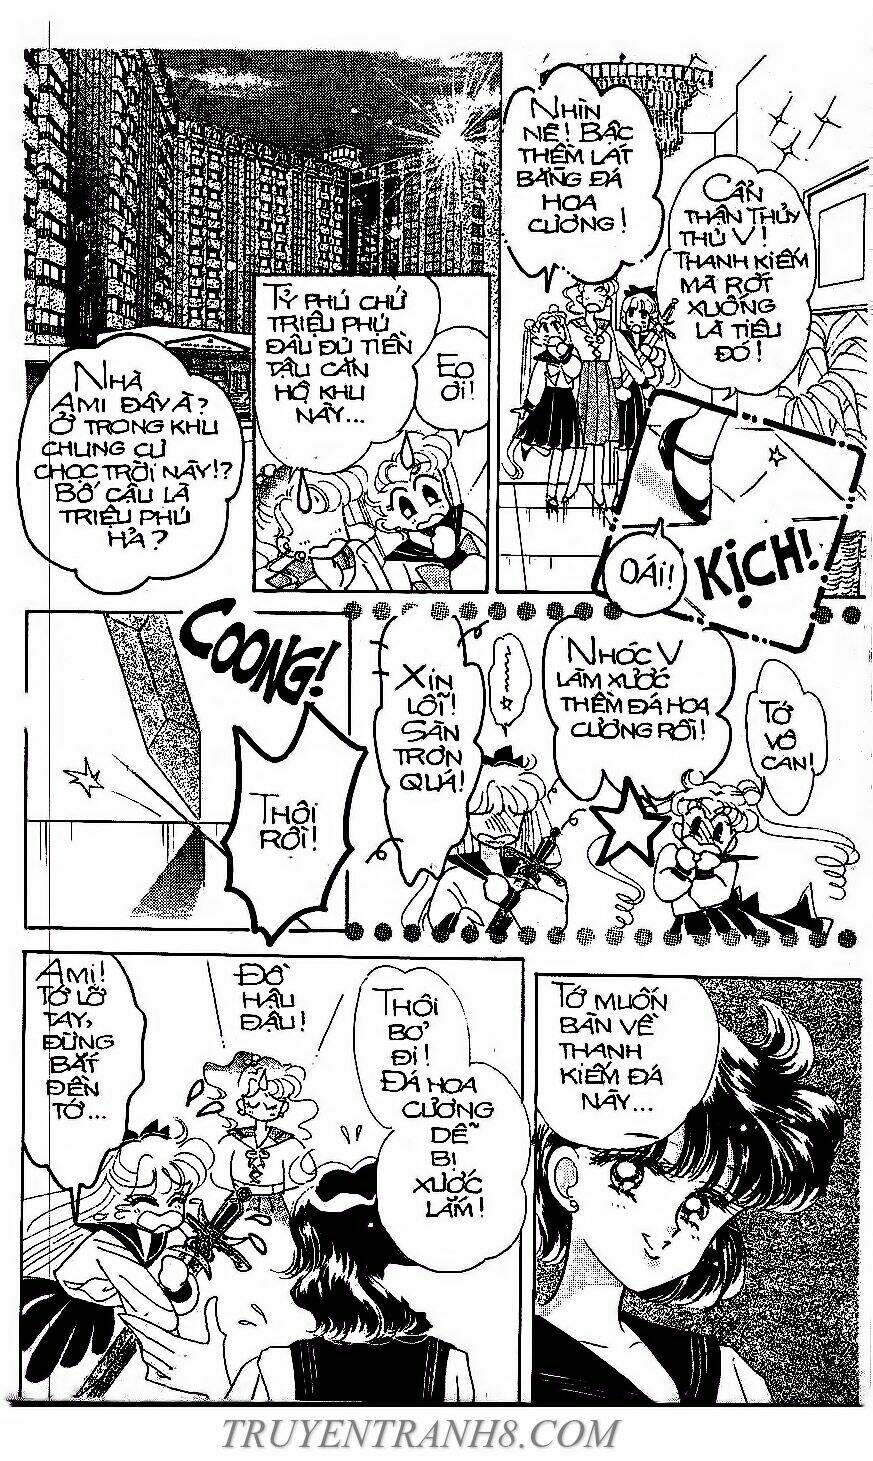 NHÀ
AMI ĐÂY À?
Ở TRONG KHU
CHUNG CƯ
CHỌC TRỜI NÀY!?
BỐ CẬU LÀ
TRIỆU PHÚ
HẢ?
TỶ PHÚ CHỨ
TRIỆU PHÚ
ĐÂU ĐỦ TIỀN
TẬU CĂN
HỘ KHU
NÀY...
EO
ƠI!
NHÌN
NÈ! BẬC
THỀM LÁT
BẰNG ĐÁ
HOA
CƯƠNG!
CẨN
THẬN THỦY
THỦ V!
THANH KIẾM
MÀ RỚT
XUỐNG
LÀ TIÊU
ĐÓ!
OÁI!
KỊCH!
COONG!
THÔI
RỒI!
XIN
LỖI!
SÀN
TRƠN
QUÁ!
NHÓC V
LÀM XƯỚC
THỀM ĐÁ HOA
CƯƠNG RỒI!
TỚ
VÔ
CAN!
AMI!
TỚ LỠ
TAY,
ĐỪNG
BẮT
ĐỀN
TỚ...
ĐỒ
HẬU
ĐẬU!
THÔI
BỎ
ĐI!
ĐÁ HOA
CƯƠNG
DỄ
BỊ
XƯỚC
LẮM!
TỚ MUỐN
BÀN VỀ
THANH
KIẾM ĐÁ
NÀY...
TRUYENTRANH8.COM